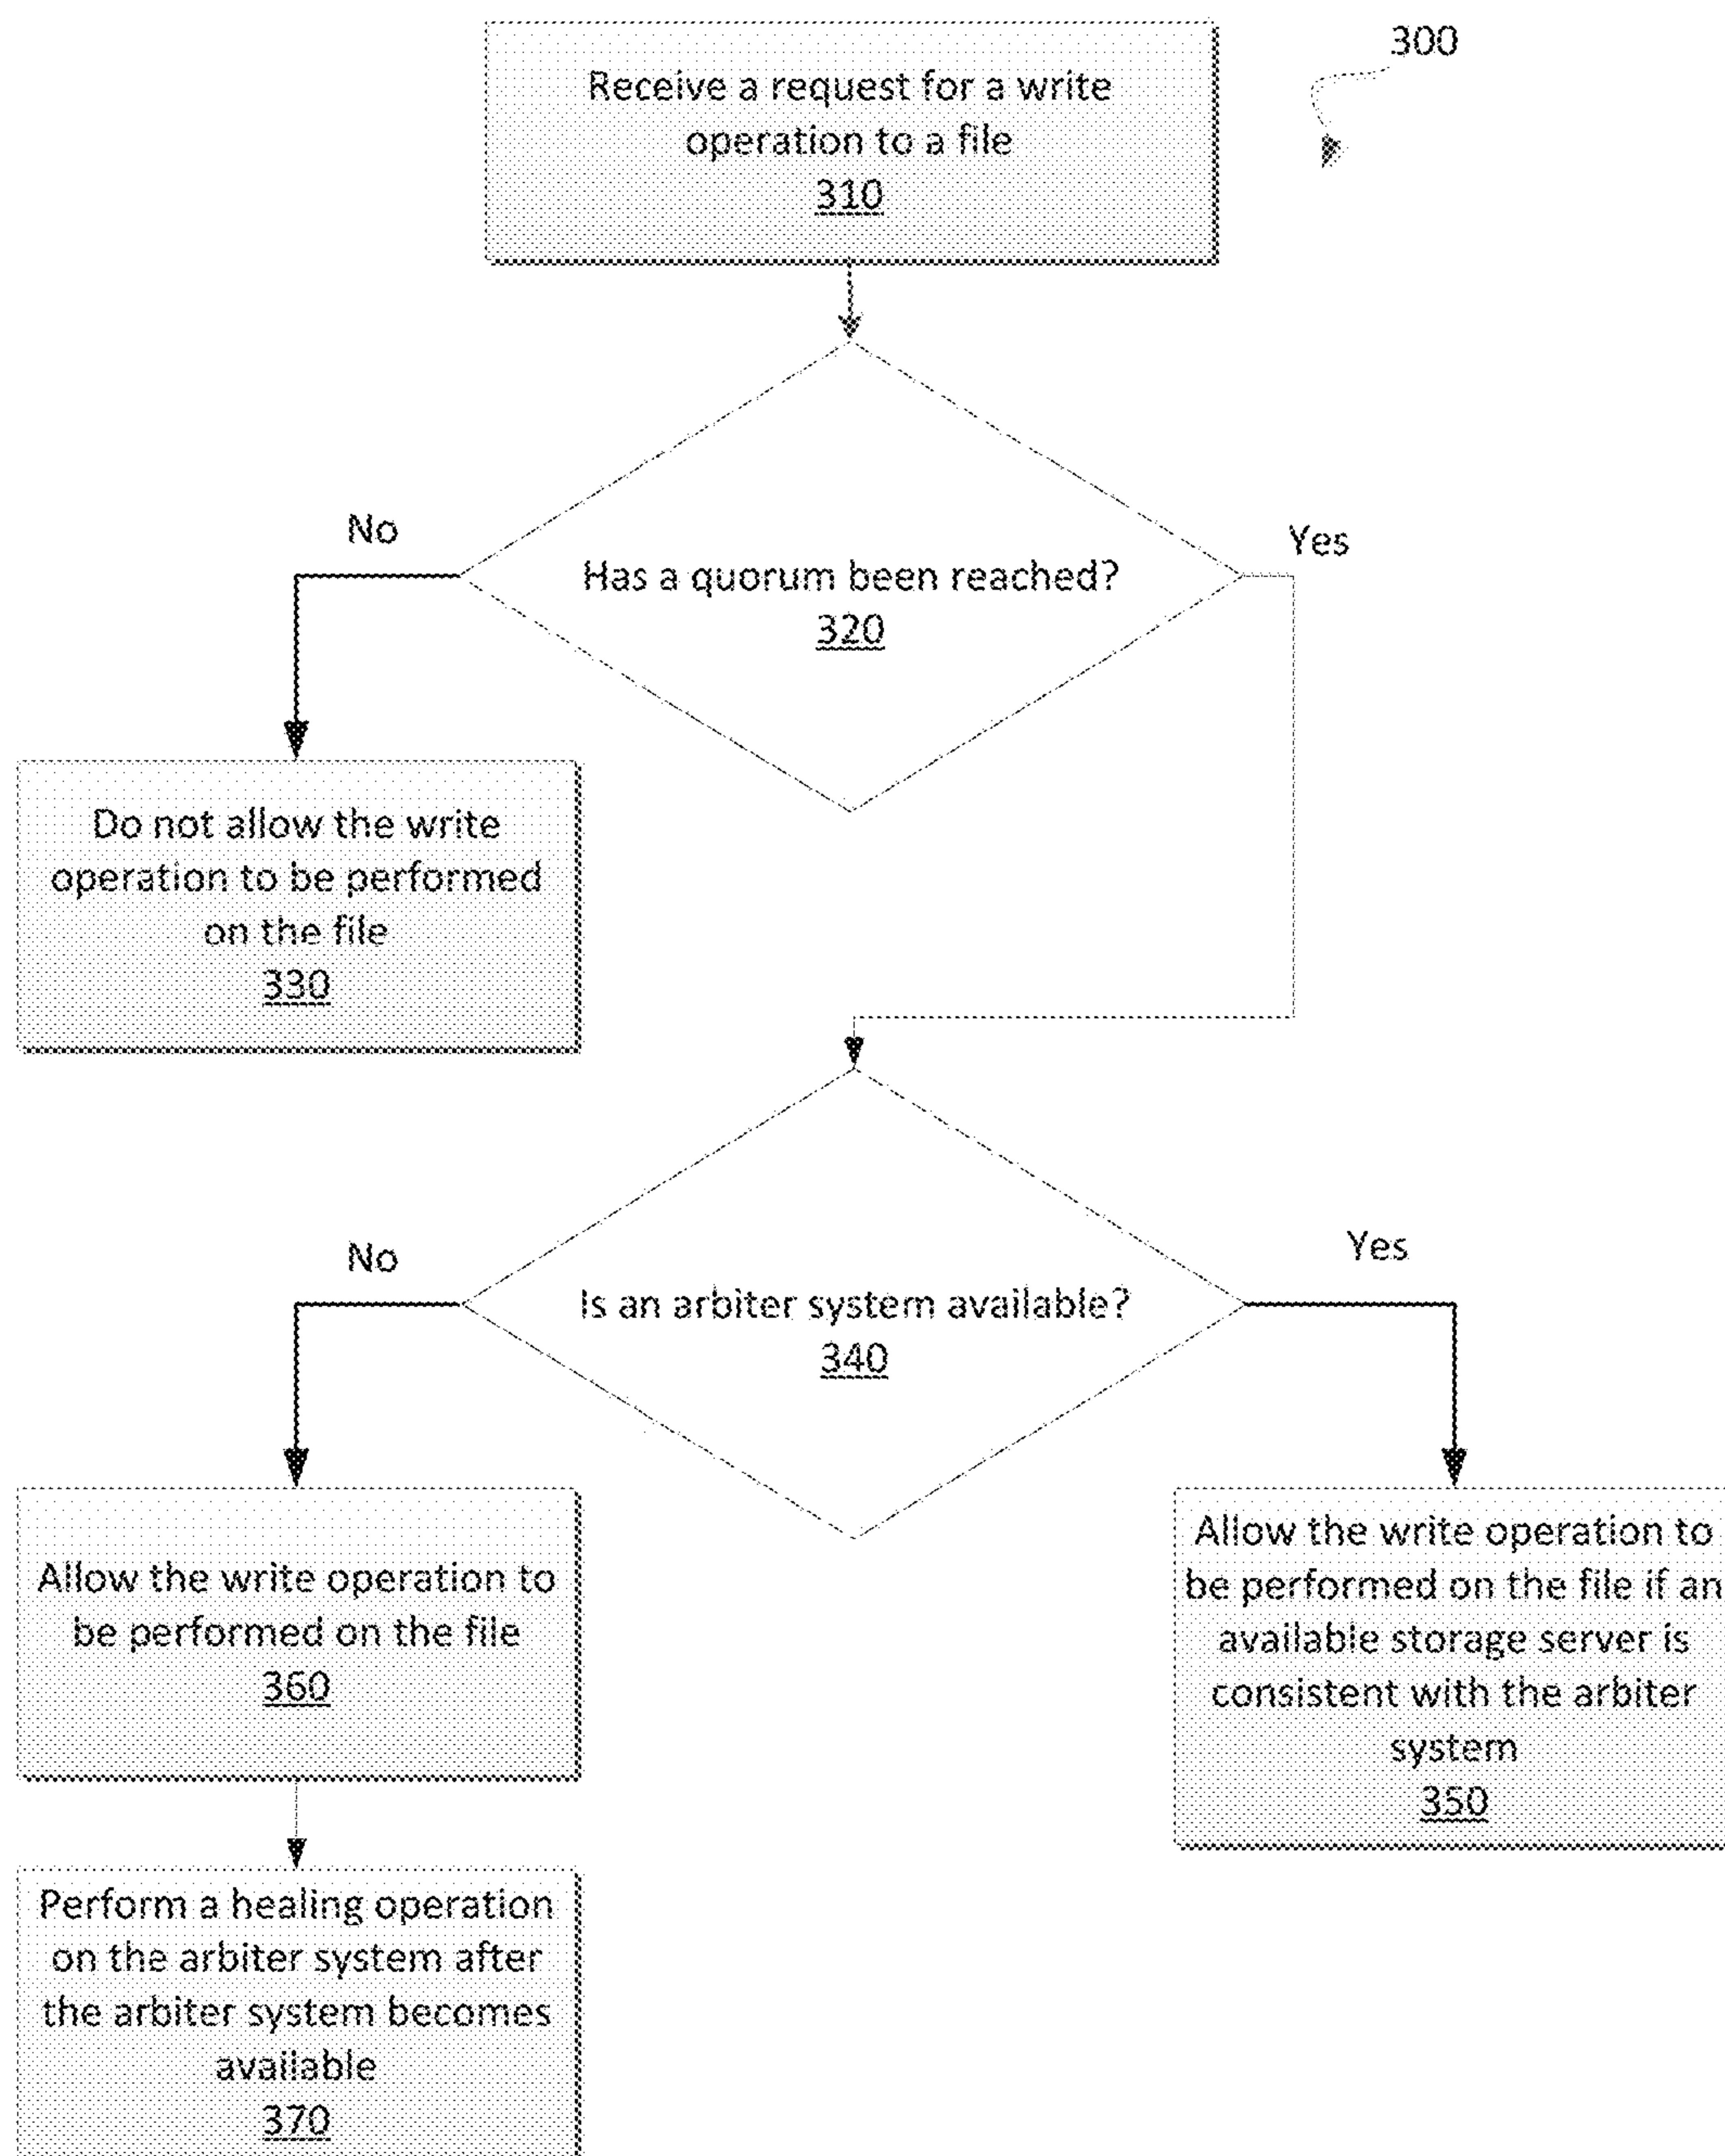 300
Receive a request for a write
operation to a file
310
Has a quorum been reached?
320
No
Yes
Do not allow the write
operation to be performed
on the file
330
Is an arbiter system available?
340
No
Yes
Allow the write operation to
be performed on the file
360
Allow the write operation to
be performed on the file if an
available storage server is
consistent with the arbiter
system
350
Perform a healing operation
on the arbiter system after
the arbiter system becomes
available
370